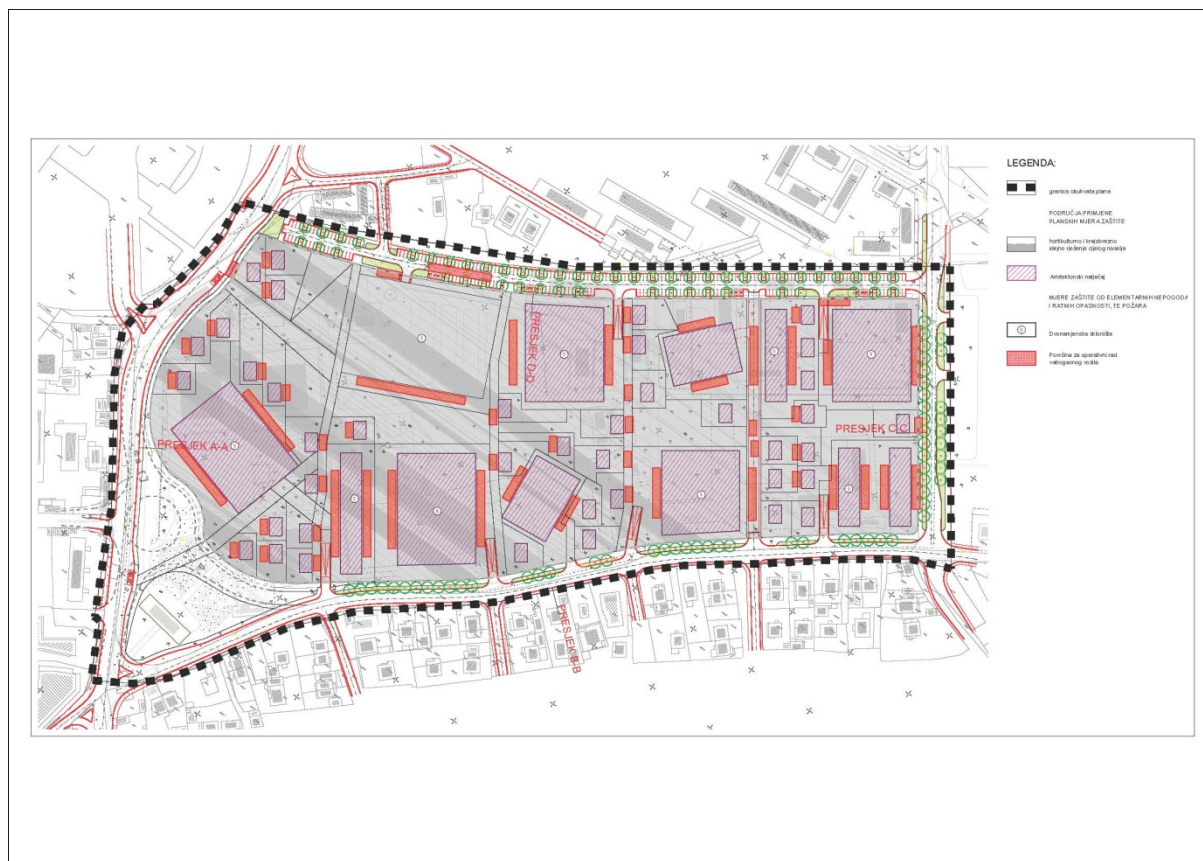 LEGENDA:
granica obuhvata plana
PODRUČJA PRIMJENE
PLANSKIH MJERA ZAŠTITE
hortikulturno i krajobrazno
idejno rješenje cijelog naselja
Arhitektonski natječaj
MJERE ZAŠTITE OD ELEMENTARNIH NEPOGODA
I RATNIH OPASNOSTI, TE POŽARA
S
Dvonamjenska skloništa
Površina za operativni rad
vatrogasnog vozila
PRESJEK D-D
PRESJEK A-A
PRESJEK C-C
PRESJEK B-B